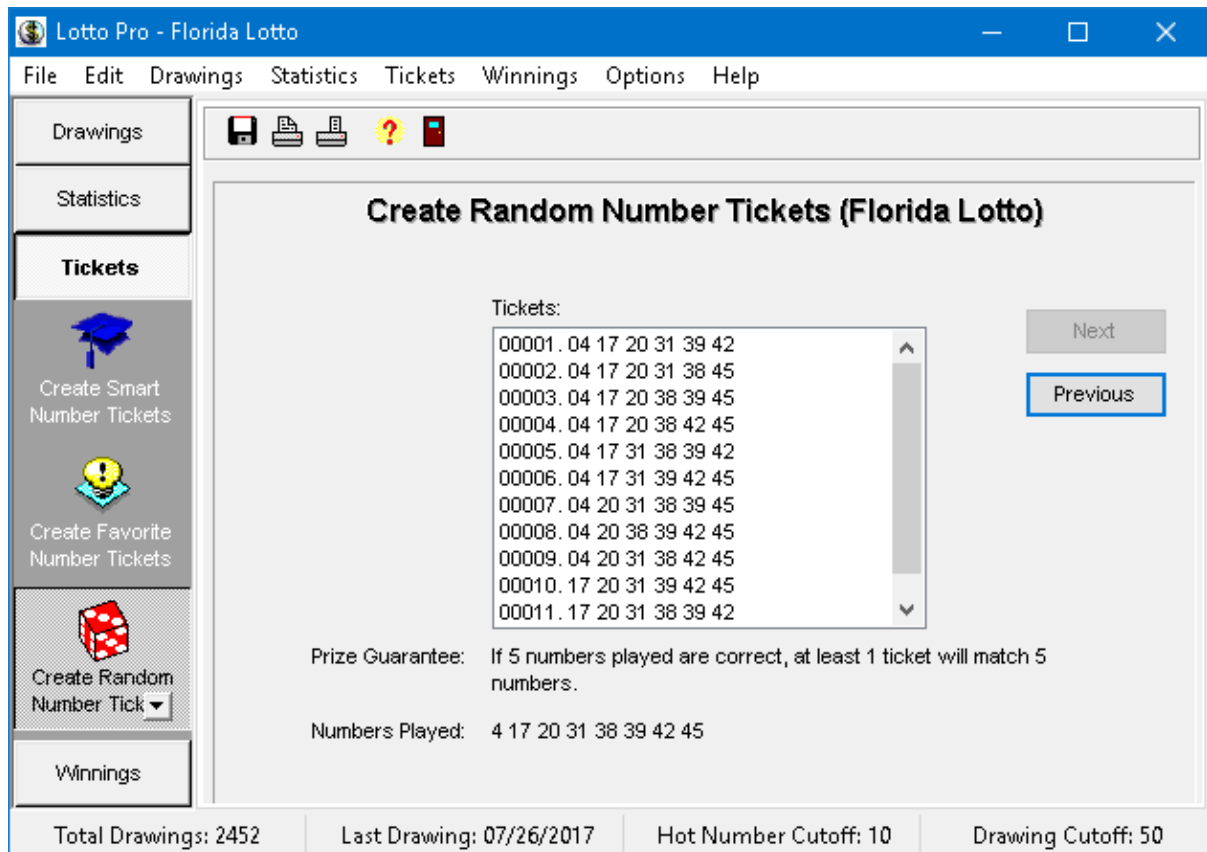 Lotto Pro - Florida Lotto
File Edit Drawings Statistics Tickets Winnings Options Help
Drawings
Statistics
Tickets
Create Smart
Number Tickets
Create Favorite
Number Tickets
Create Random
Number Tick
Winnings
Create Random Number Tickets (Florida Lotto)
Tickets:
00001. 04 17 20 31 39 42
00002. 04 17 20 31 38 45
00003. 04 17 20 38 39 45
00004. 04 17 20 38 42 45
00005. 04 17 31 38 39 42
00006. 04 17 31 39 42 45
00007. 04 20 31 38 39 45
00008. 04 20 38 39 42 45
00009. 04 20 31 38 42 45
00010. 17 20 31 39 42 45
00011. 17 20 31 38 39 42
Next
Previous
Prize Guarantee: If 5 numbers played are correct, at least 1 ticket will match 5
numbers.
Numbers Played: 4 17 20 31 38 39 42 45
Total Drawings: 2452 Last Drawing: 07/26/2017 Hot Number Cutoff: 10 Drawing Cutoff: 50